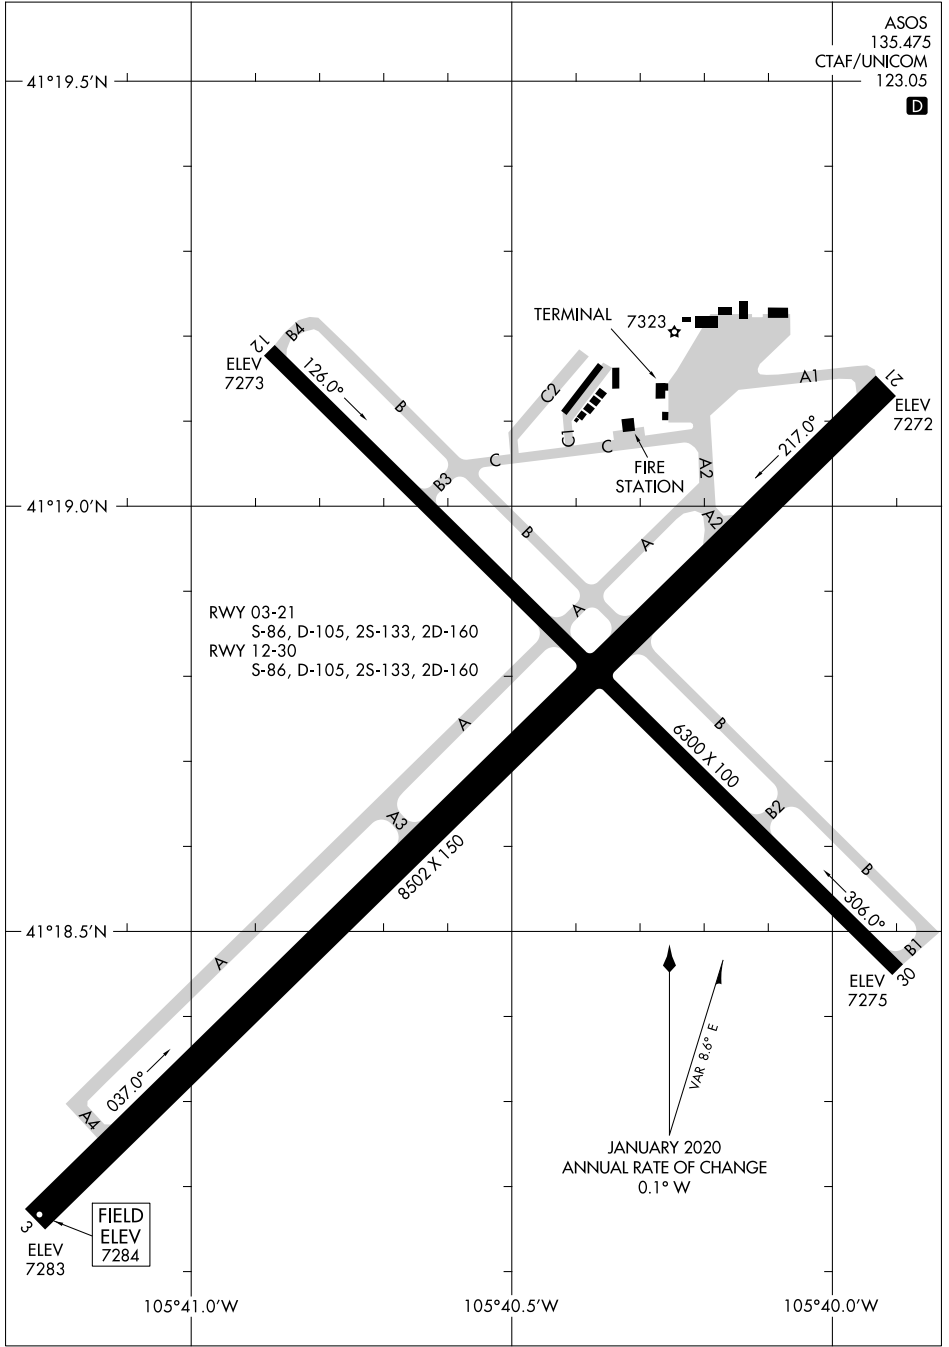 ASOS
135.475
CTAF/UNICOM
123.05
D
41°19.5'N
TERMINAL
7323
B4
12
ELEV
7273
126.0°
B
C2
A1
21
ELEV
7272
C1
C
C
217.0°
FIRE
STATION
A2
B3
41°19.0'N
A2
B
A
A
RWY 03-21
S-86, D-105, 2S-133, 2D-160
RWY 12-30
S-86, D-105, 2S-133, 2D-160
A
B
6300 X 100
B2
A3
8502 X 150
B
306.0°
41°18.5'N
A
B1
30
ELEV
7275
VAR 8.6° E
037.0°
A4
JANUARY 2020
ANNUAL RATE OF CHANGE
0.1° W
3
ELEV
7283
FIELD
ELEV
7284
105°41.0'W
105°40.5'W
105°40.0'W